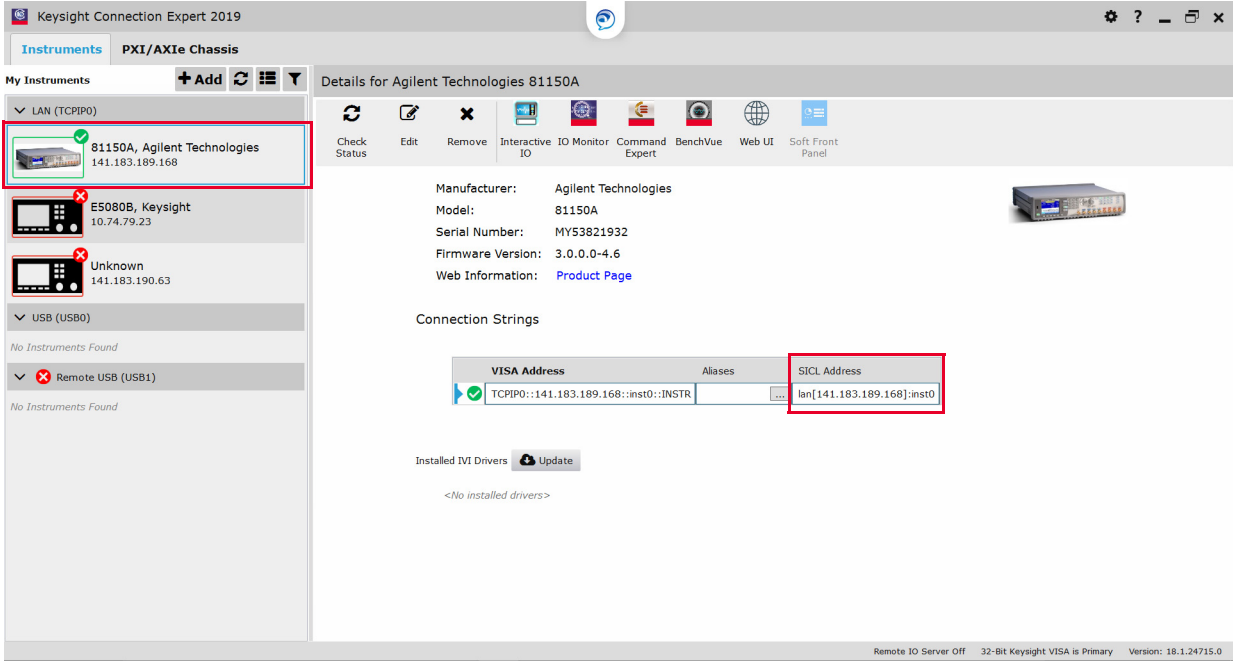 Keysight Connection Expert 2019
?
Instruments PXI/AXIe Chassis
My Instruments
Add
LAN (TCPIP0)
81150A, Agilent Technologies
141.183.189.168
E5080B, Keysight
10.74.79.23
Unknown
141.183.190.63
USB (USB0)
No Instruments Found
Remote USB (USB1)
No Instruments Found
Details for Agilent Technologies 81150A
Check Status
Edit
Remove
Interactive IO
IO Monitor
Command Expert
BenchVue
Web UI
Soft Front Panel
Manufacturer: Agilent Technologies
Model: 81150A
Serial Number: MY53821932
Firmware Version: 3.0.0.0-4.6
Web Information: Product Page
Connection Strings
VISA Address Aliases SICL Address
TCPIP0::141.183.189.168::inst0::INSTR ... lan[141.183.189.168]:inst0
Installed IVI Drivers Update
<No installed drivers>
Remote IO Server Off 32-Bit Keysight VISA is Primary Version: 18.1.24715.0